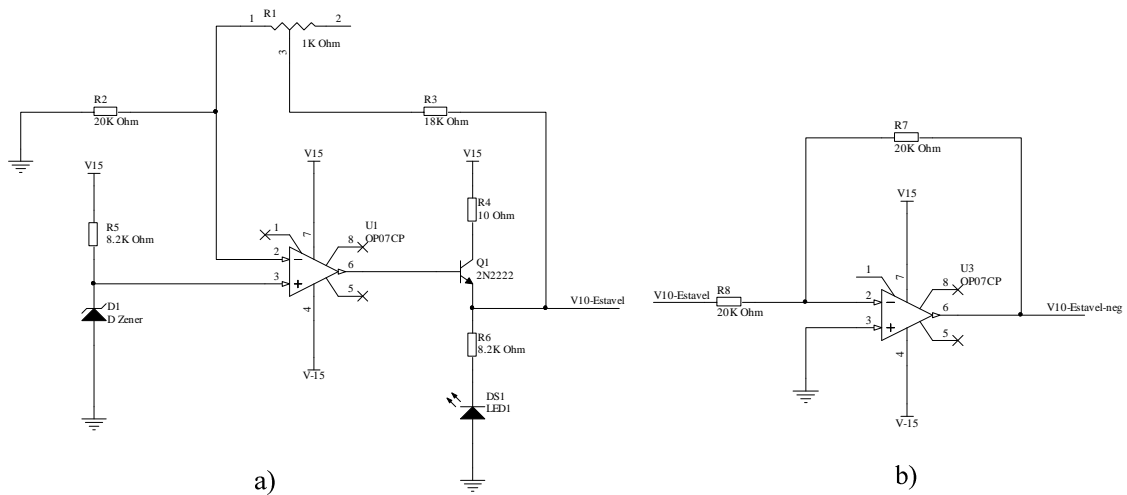 1
R1
2
1K Ohm
3
R2
20K Ohm
R3
18K Ohm
V15
R5
8.2K Ohm
D1
D Zener
V15
7
1
U1
OP07CP
8
2
3
6
5
4
V-15
V15
R4
10 Ohm
Q1
2N2222
V10-Estavel
R6
8.2K Ohm
DS1
LED1
a)
R7
20K Ohm
V15
7
1
U3
OP07CP
8
V10-Estavel
R8
20K Ohm
2
3
6
V10-Estavel-neg
5
4
V-15
b)